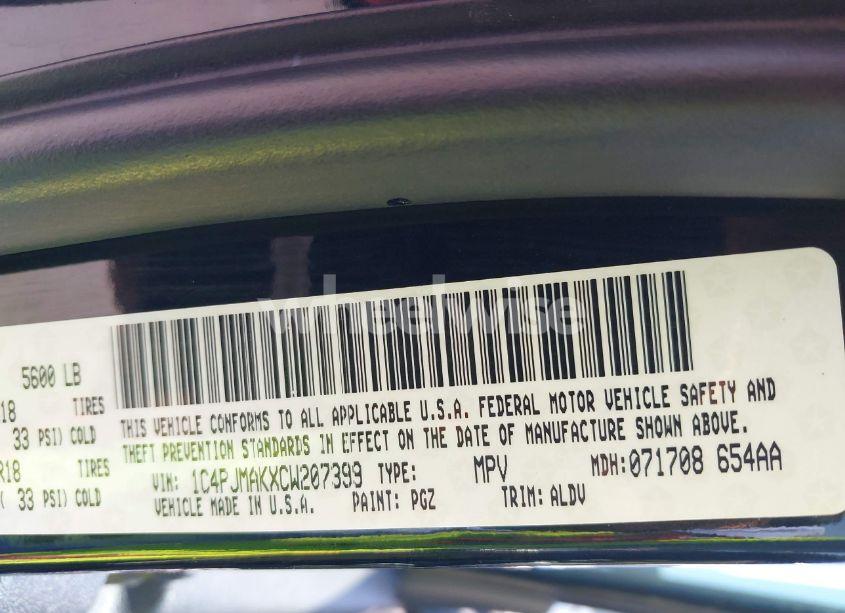 wheelwise
5600 LB
R18 TIRES
33 PSI) COLD
R18 TIRES
( 33 PSI) COLD
THIS VEHICLE CONFORMS TO ALL APPLICABLE U.S.A. FEDERAL MOTOR VEHICLE SAFETY AND
THEFT PREVENTION STANDARDS IN EFFECT ON THE DATE OF MANUFACTURE SHOWN ABOVE.
VIN: 1C4PJMAKXCW207399 TYPE: MPV MDH:071708 654AA
VEHICLE MADE IN U.S.A. PAINT: PGZ TRIM: ALDV